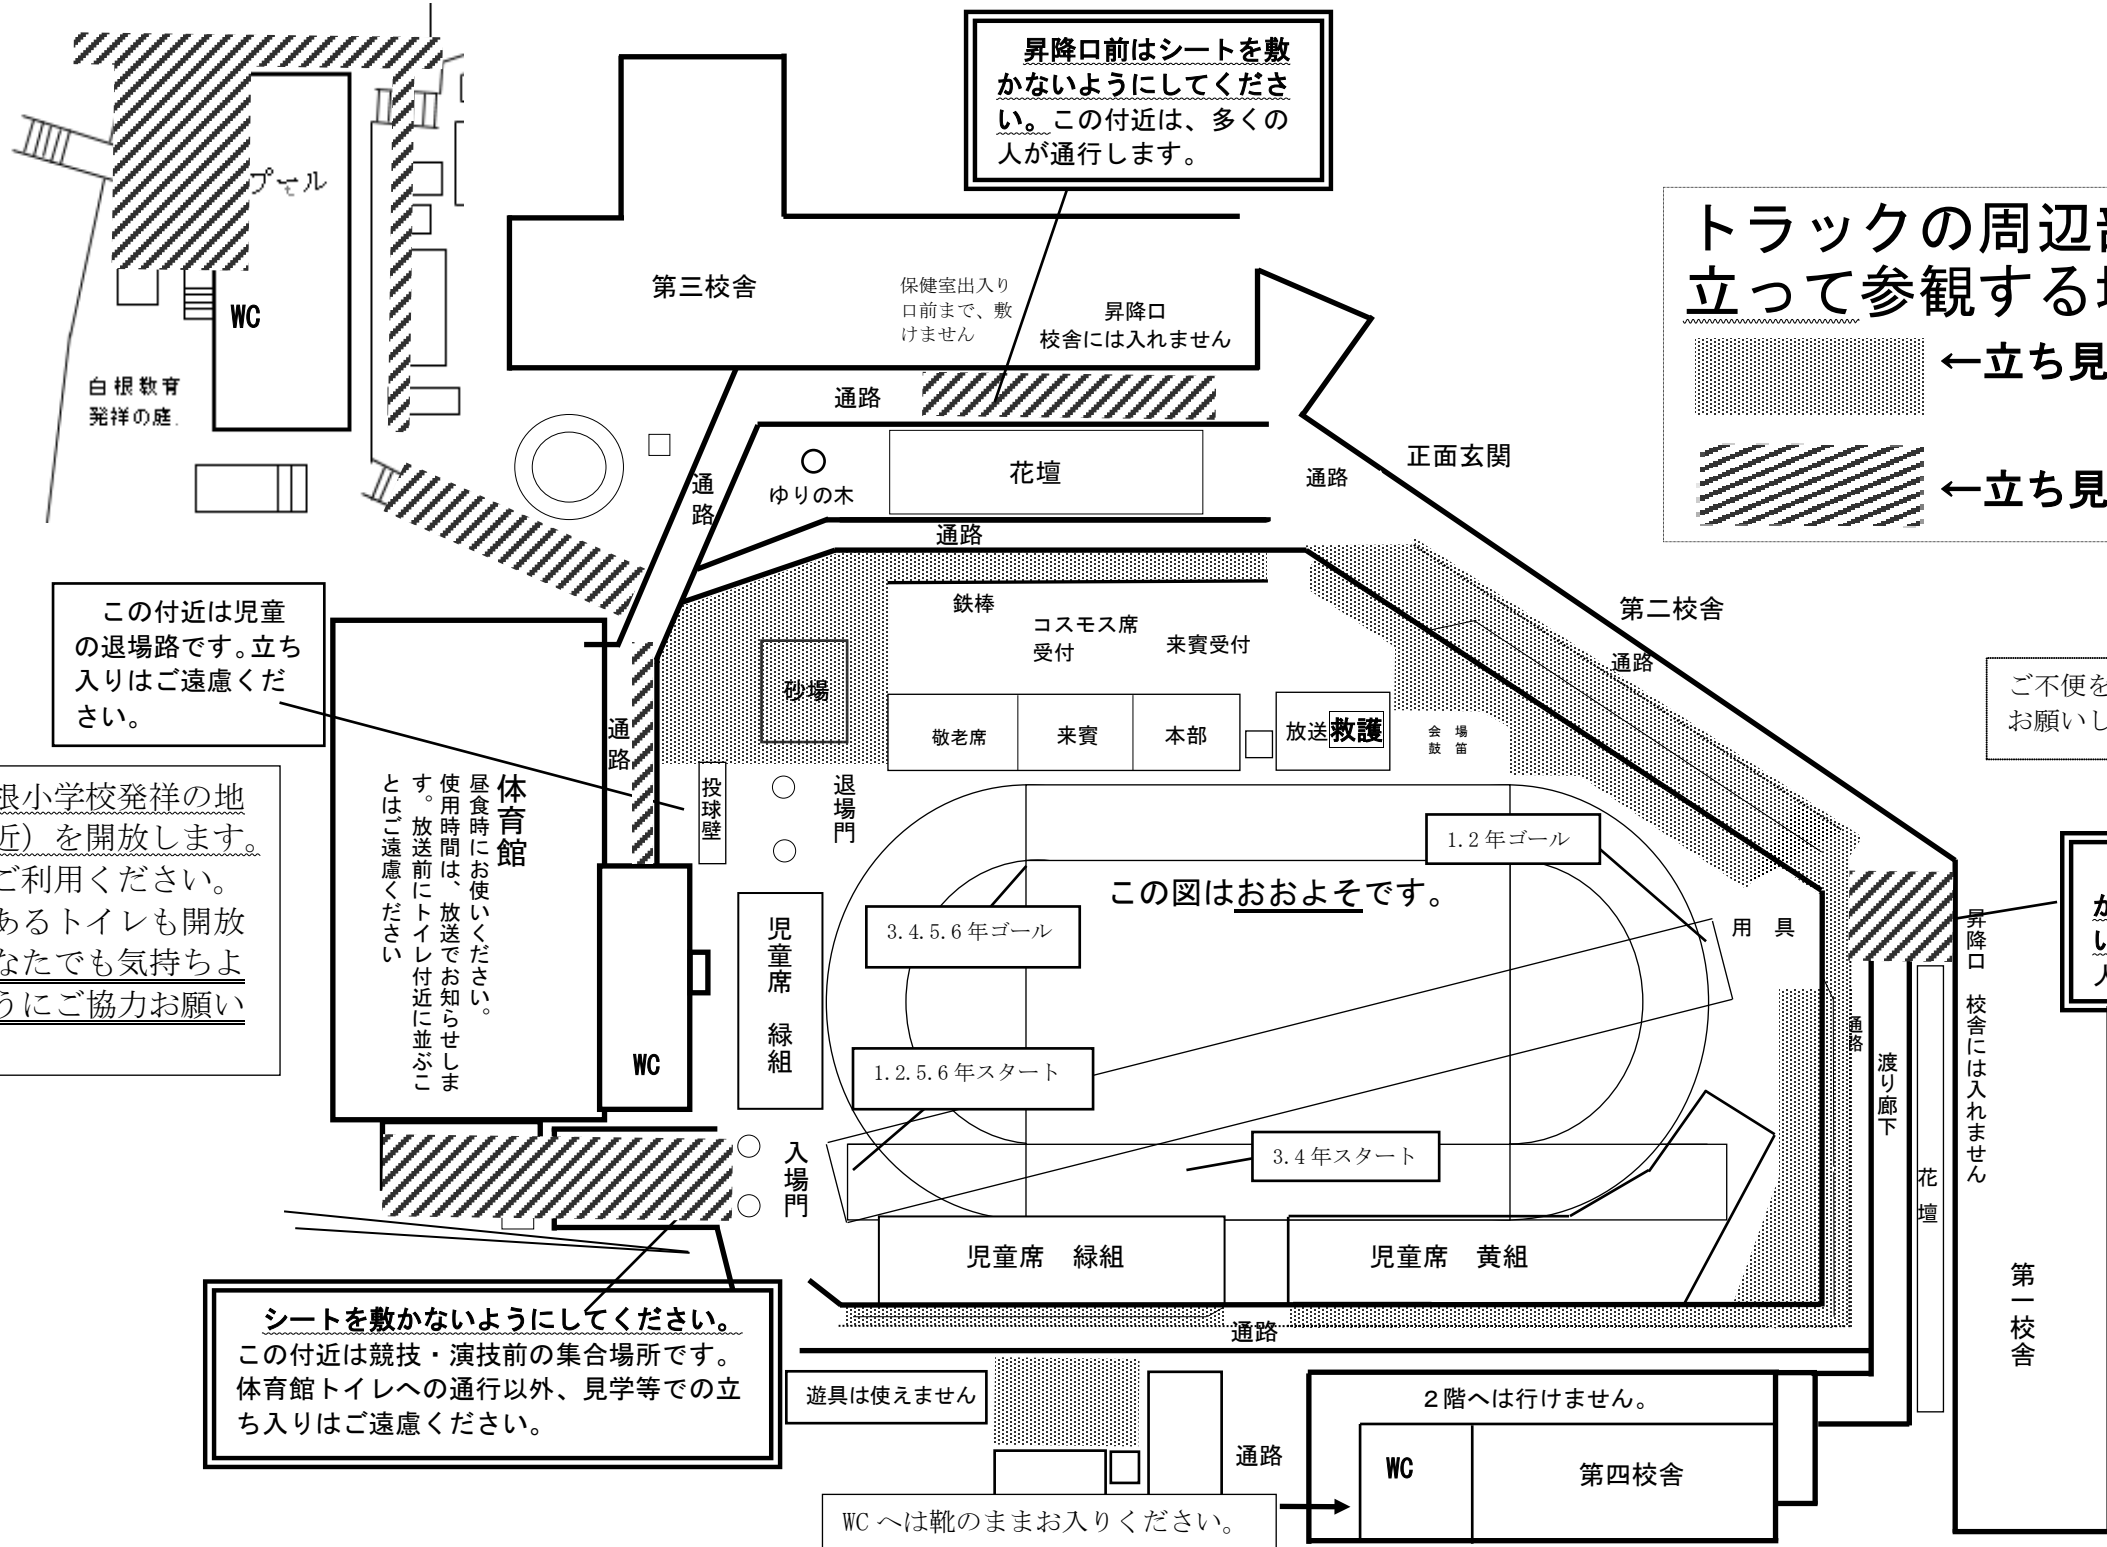 昇降口前はシートを敷
かないようにしてくださ
い。この付近は、多くの
人が通行します。
プール
WC
白根教育
発祥の庭
第三校舎
保健室出入り
口前まで、敷
けません
昇降口
校舎には入れません
トラックの周辺部
立って参観する場
←立ち見
←立ち見
通路
花壇
ゆりの木
通路
通路
正面玄関
通路
通路
第二校舎
この付近は児童
の退場路です。立ち
入りはご遠慮くだ
さい。
鉄棒
コスモス席
受付
来賓受付
砂場
敬老席
来賓
本部
放送
救護
会場
鼓笛
ご不便を
お願いし
通路
根小学校発祥の地
近）を開放します。
ご利用ください。
あるトイレも開放
なたでも気持ちよ
うにご協力お願い
体育館
昼食時にお使いください。
使用時間は、放送でお知らせしま
す。放送前にトイレ付近に並ぶこ
とはご遠慮ください
WC
投球壁
退場門
児童席　緑組
1.2年ゴール
この図はおおよそです。
3.4.5.6年ゴール
用　具
1.2.5.6年スタート
3.4年スタート
入場門
昇降口　校舎には入れません
か
い
人
通路
渡り廊下
花壇
第一校舎
児童席　緑組
児童席　黄組
シートを敷かないようにしてください。
この付近は競技・演技前の集合場所です。
体育館トイレへの通行以外、見学等での立
ち入りはご遠慮ください。
通路
遊具は使えません
通路
２階へは行けません。
WC
第四校舎
WCへは靴のままお入りください。